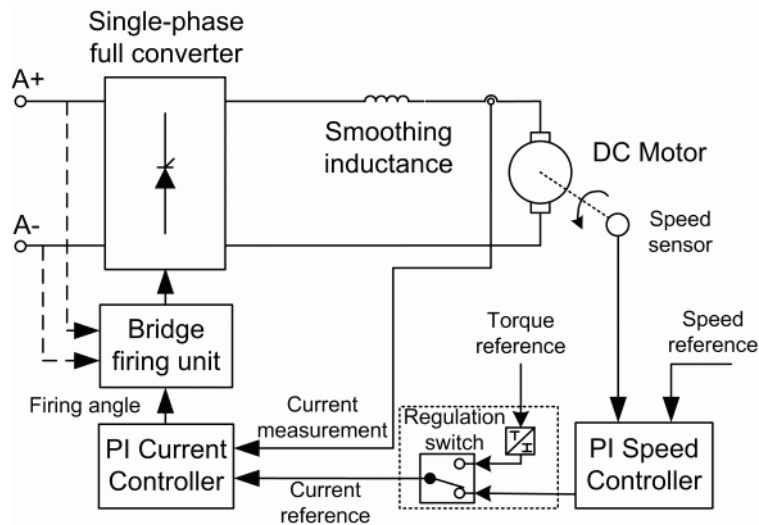 Single-phase
full converter
A+
Smoothing
inductance
DC Motor
A-
Speed
sensor
Bridge
firing unit
Torque
reference
Speed
reference
Firing angle
Current
measurement
Regulation
switch
T
I
PI Current
Controller
PI Speed
Controller
Current
reference